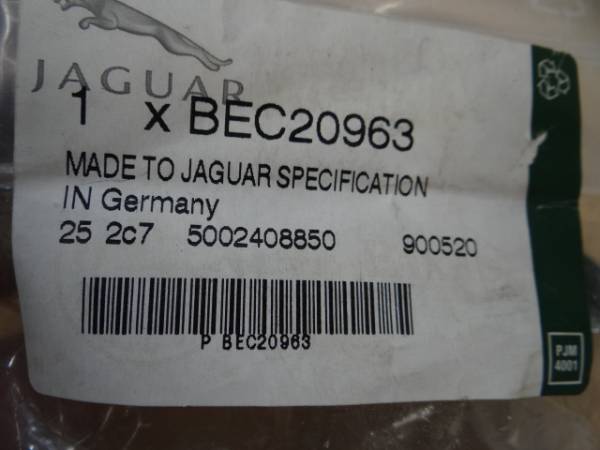 JAGUAR
1 x BEC20963
MADE TO JAGUAR SPECIFICATION
IN Germany
25 2c7 5002408850 900520
P BEC20963
PJM
4001